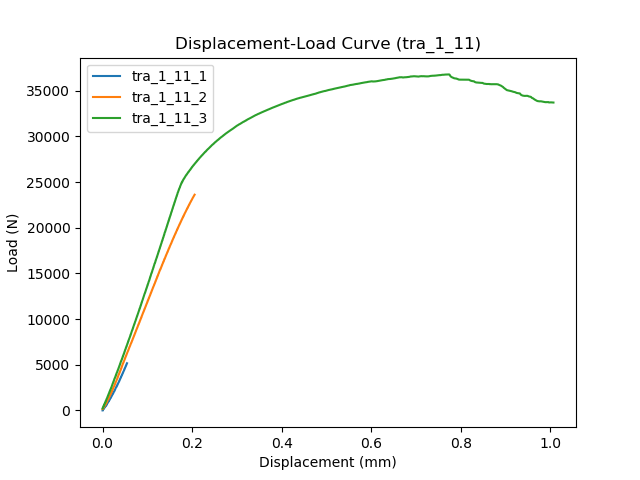 Displacement-Load Curve (tra_1_11)
tra_1_11_1
tra_1_11_2
tra_1_11_3
Load (N)
35000
30000
25000
20000
15000
10000
5000
0
0.0 0.2 0.4 0.6 0.8 1.0
Displacement (mm)